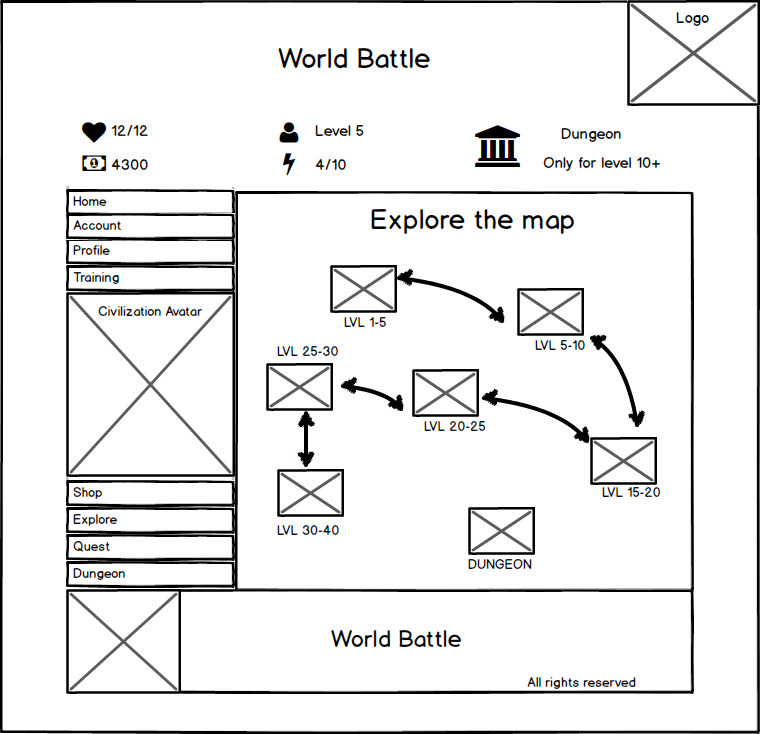 Logo
World Battle
12/12
Level 5
Dungeon
4300
4/10
Only for level 10+
Home
Account
Profile
Training
Civilization Avatar
Shop
Explore
Quest
Dungeon
Explore the map
LVL 1-5
LVL 5-10
LVL 25-30
LVL 20-25
LVL 15-20
LVL 30-40
DUNGEON
World Battle
All rights reserved